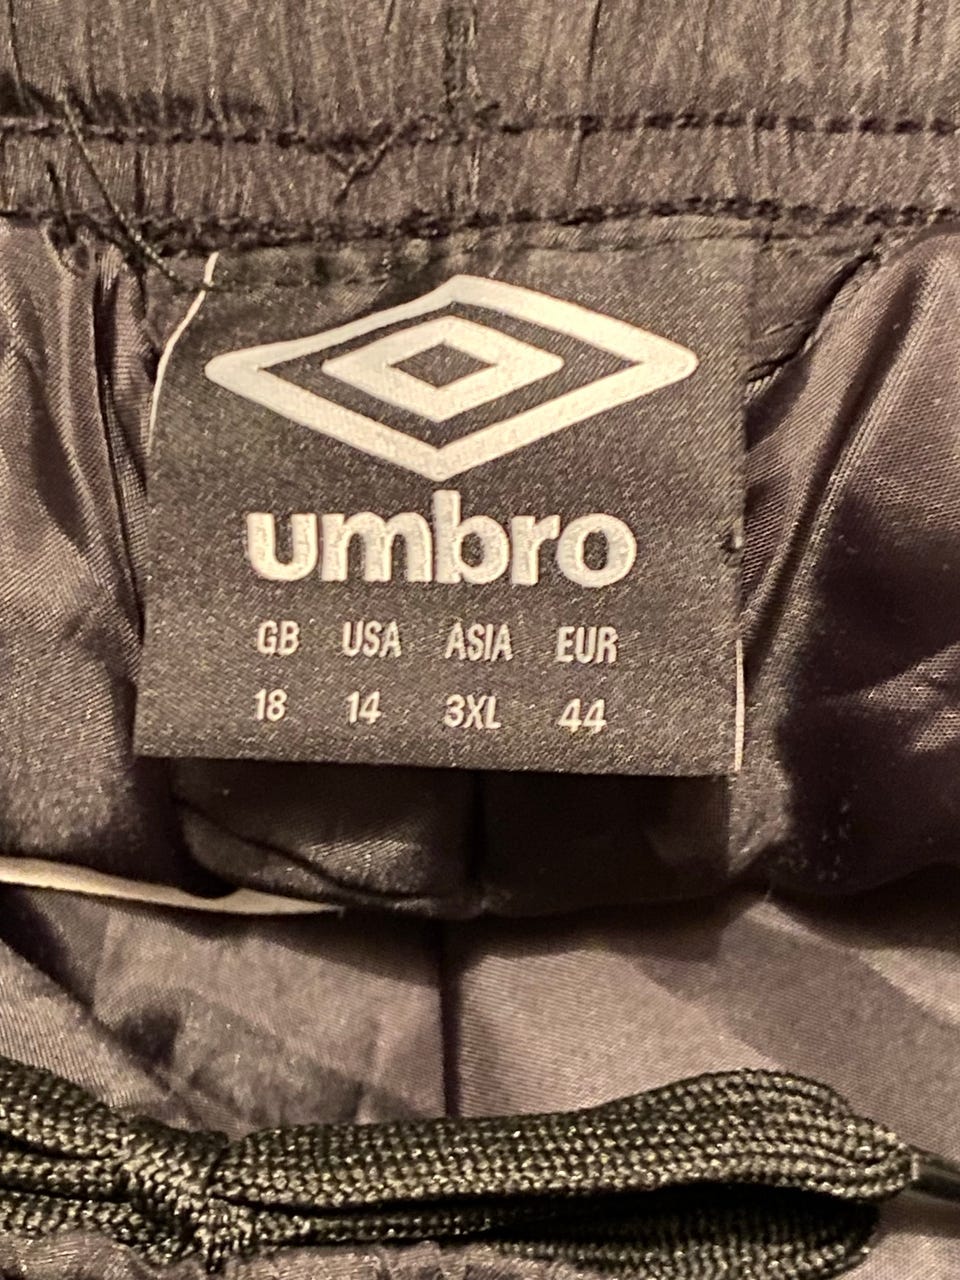 umbro
GB USA ASIA EUR
18 14 3XL 44